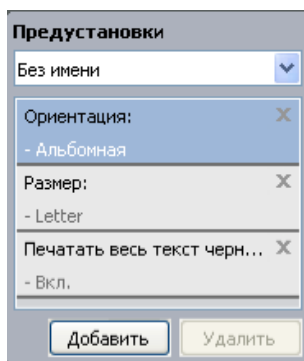 Предустановки
Без имени
Ориентация:
- Альбомная
Размер:
- Letter
Печатать весь текст черн...
- Вкл.
Добавить Удалить